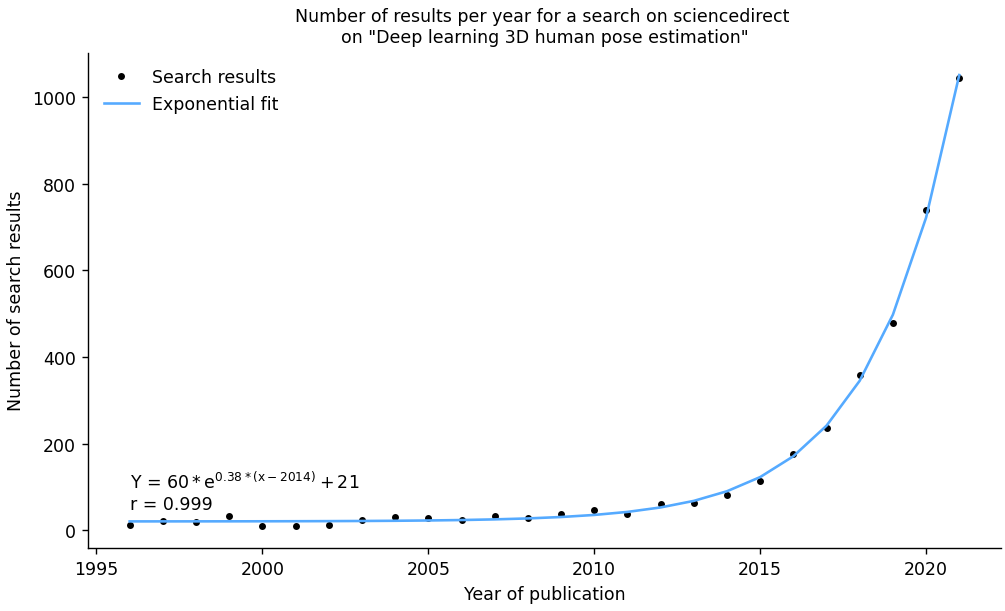 Number of results per year for a search on sciencedirect
on "Deep learning 3D human pose estimation"
Search results
Exponential fit
Number of search results
1000
800
600
400
200
0
Y = 60 * e^{0.38 * (x − 2014)} + 21
r = 0.999
1995 2000 2005 2010 2015 2020
Year of publication